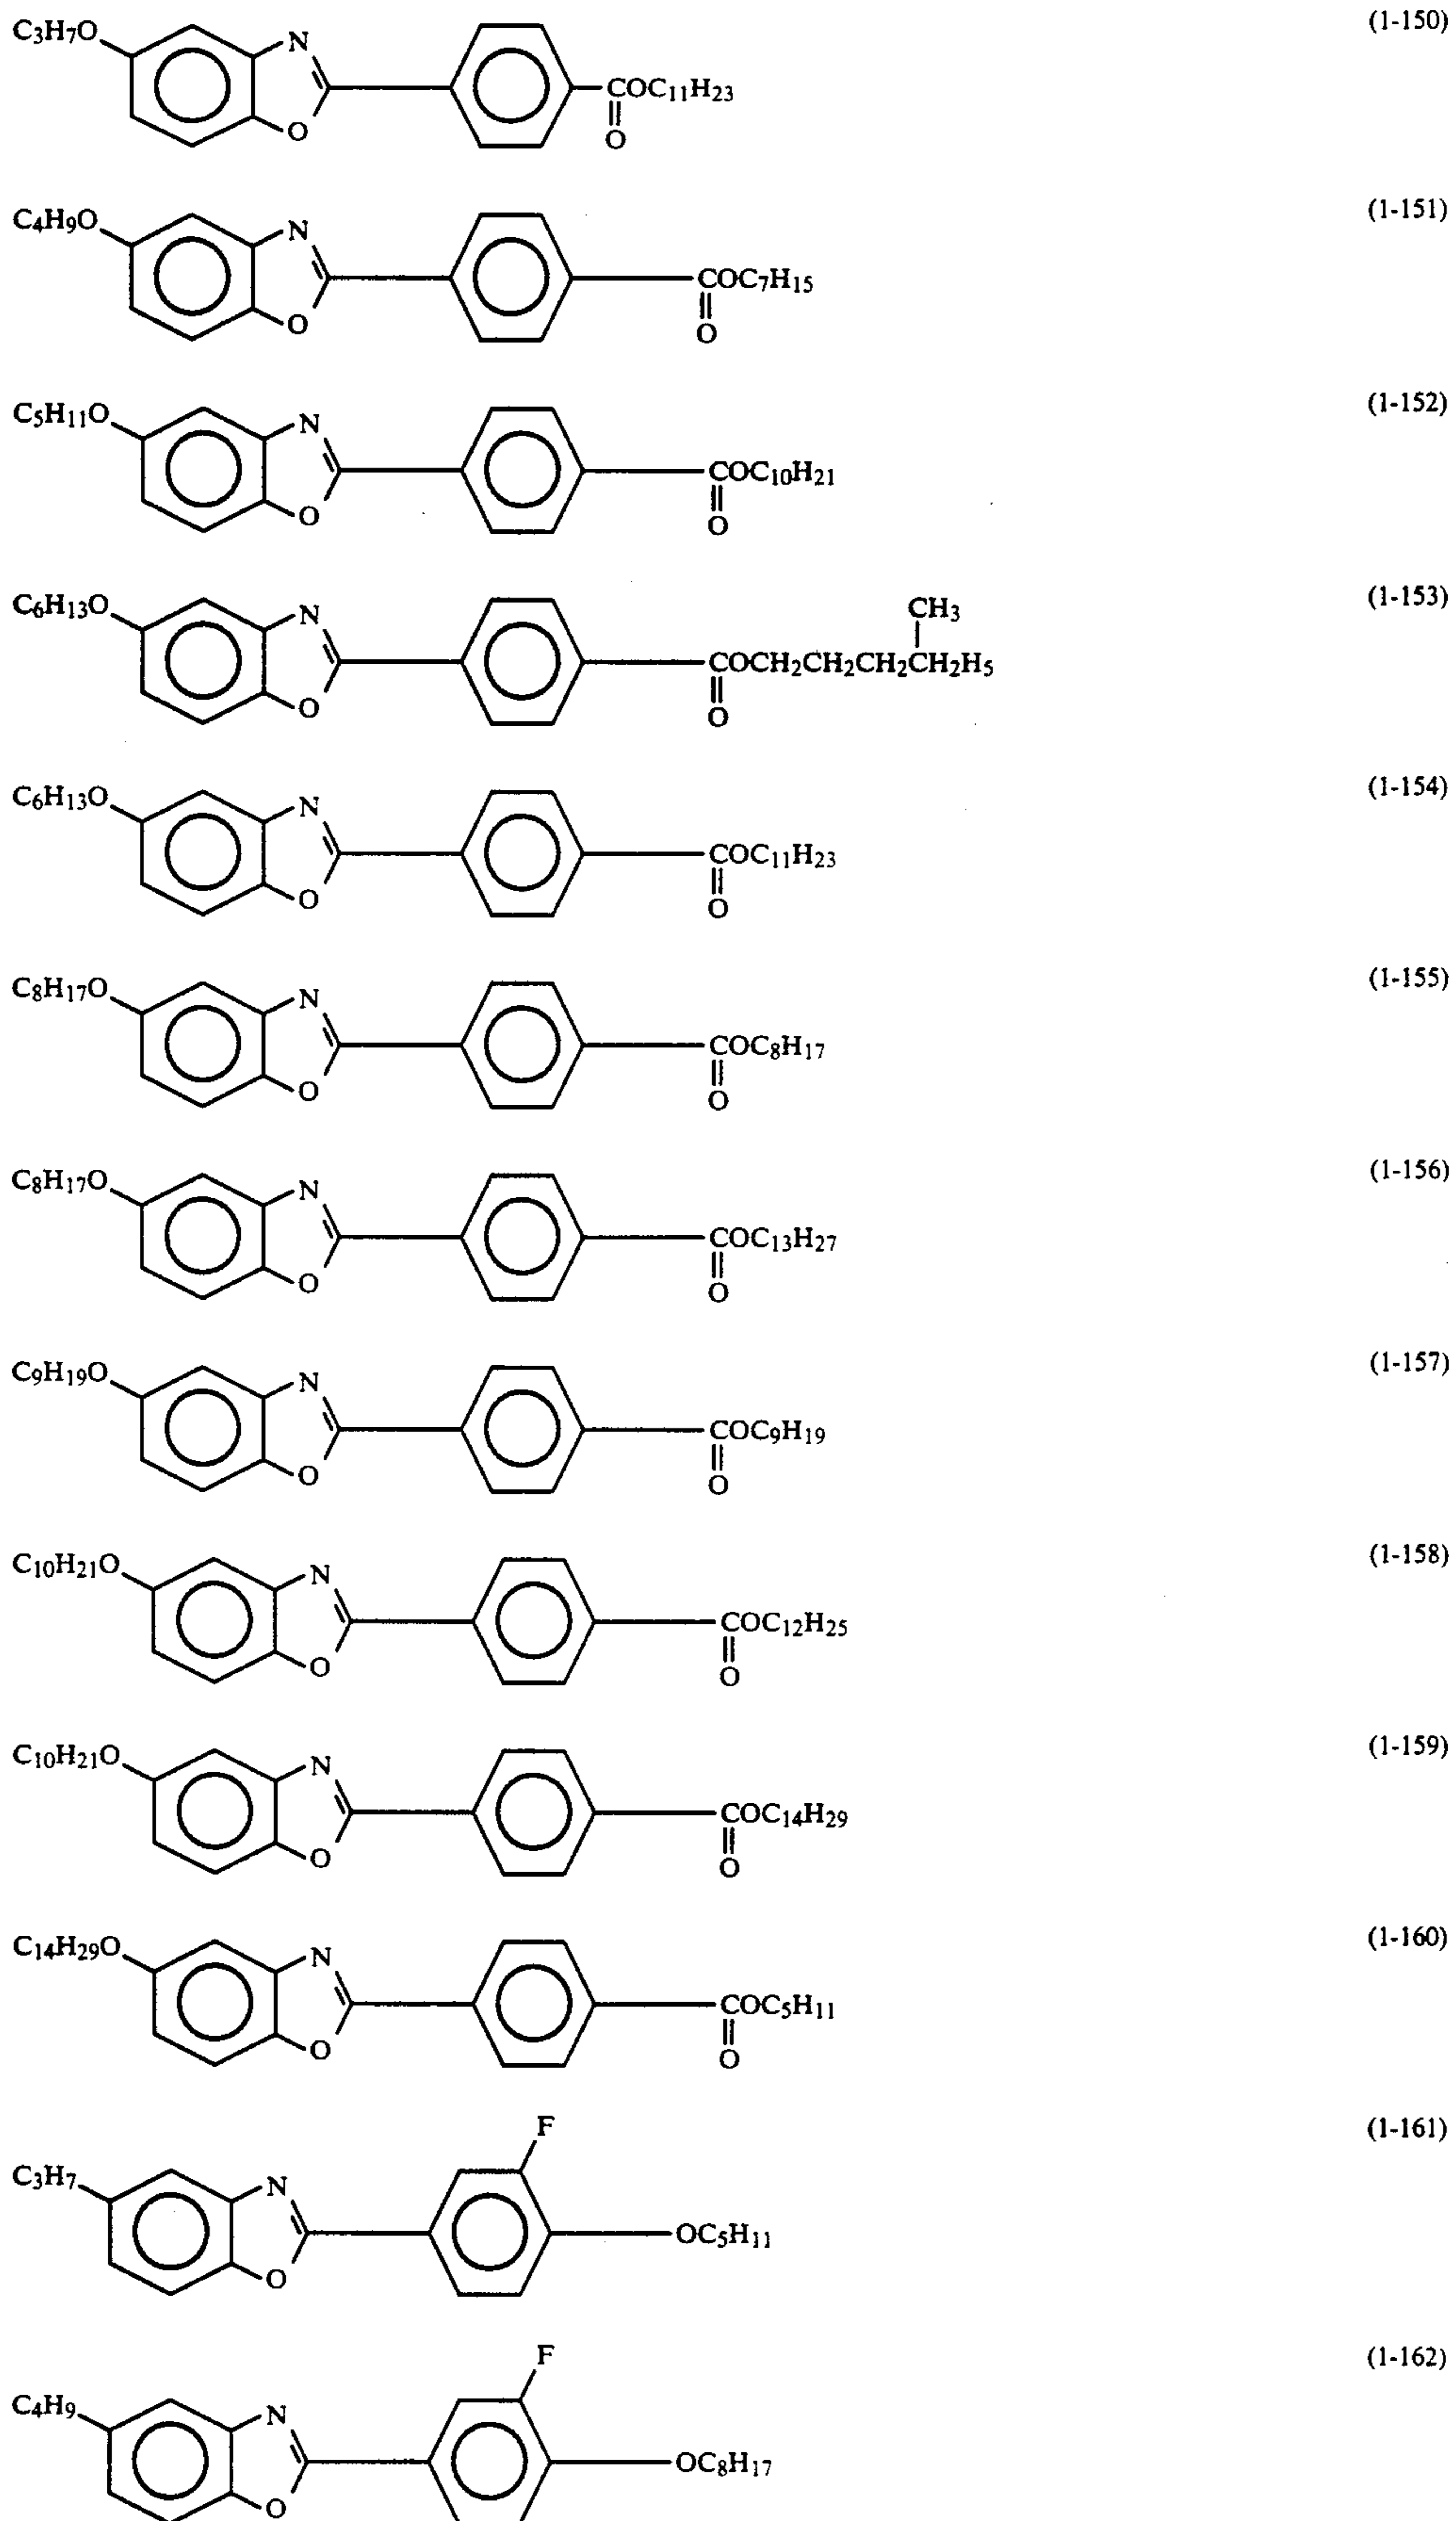 C3H7O N O COC11H23 O (1-150)
C4H9O N O COC7H15 O (1-151)
C5H11O N O COC10H21 O (1-152)
C6H13O N O CH3 COCH2CH2CH2CH2H5 O (1-153)
C6H13O N O COC11H23 O (1-154)
C8H17O N O COC8H17 O (1-155)
C8H17O N O COC13H27 O (1-156)
C9H19O N O COC9H19 O (1-157)
C10H21O N O COC12H25 O (1-158)
C10H21O N O COC14H29 O (1-159)
C14H29O N O COC5H11 O (1-160)
C3H7 N O F OC5H11 (1-161)
C4H9 N O F OC8H17 (1-162)